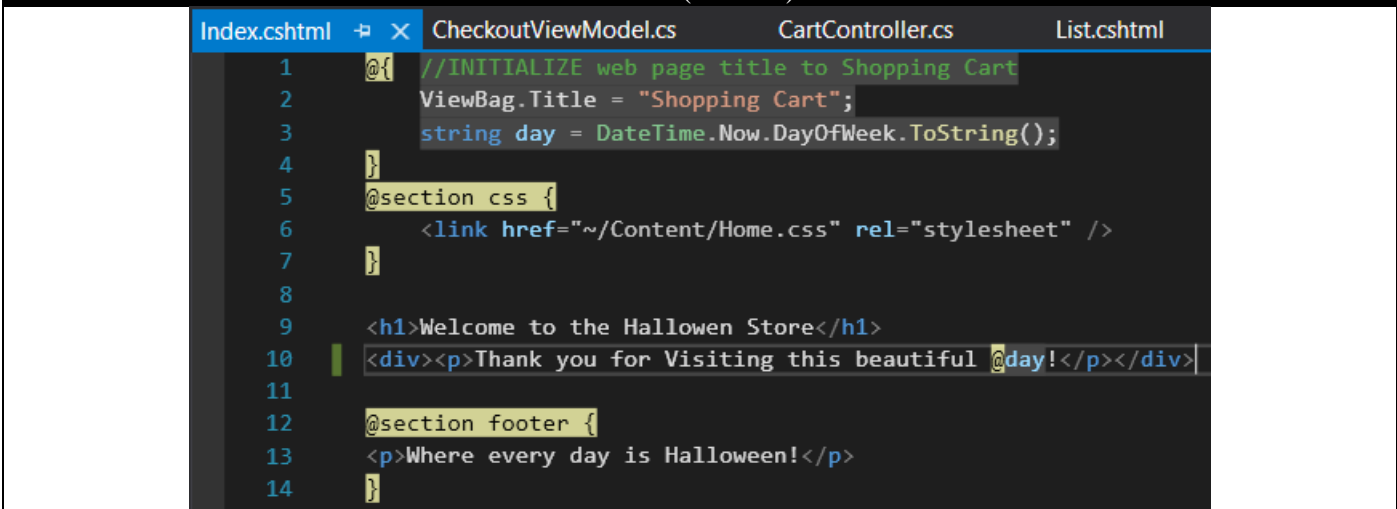 Index.cshtml CheckoutViewModel.cs CartController.cs List.cshtml
1 @{ //INITIALIZE web page title to Shopping Cart
2 ViewBag.Title = "Shopping Cart";
3 string day = DateTime.Now.DayOfWeek.ToString();
4 }
5 @section css {
6 <link href="~/Content/Home.css" rel="stylesheet" />
7 }
8
9 <h1>Welcome to the Hallowen Store</h1>
10 <div><p>Thank you for Visiting this beautiful @day!</p></div>
11
12 @section footer {
13 <p>Where every day is Halloween!</p>
14 }